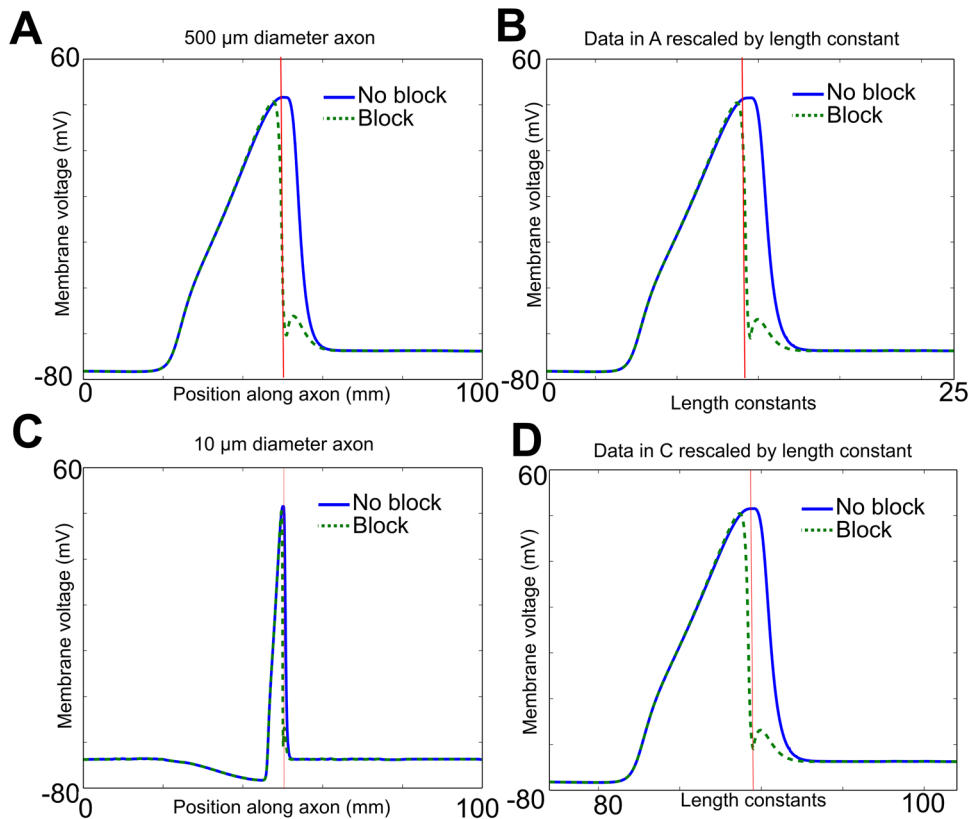 A
500 µm diameter axon
60
No block
Block
Membrane voltage (mV)
-80
0
Position along axon (mm)
100
B
Data in A rescaled by length constant
60
No block
Block
Membrane voltage (mV)
-80
0
Length constants
25
C
10 µm diameter axon
60
No block
Block
Membrane voltage (mV)
-80
0
Position along axon (mm)
100
D
Data in C rescaled by length constant
60
No block
Block
Membrane voltage (mV)
-80
80
Length constants
100